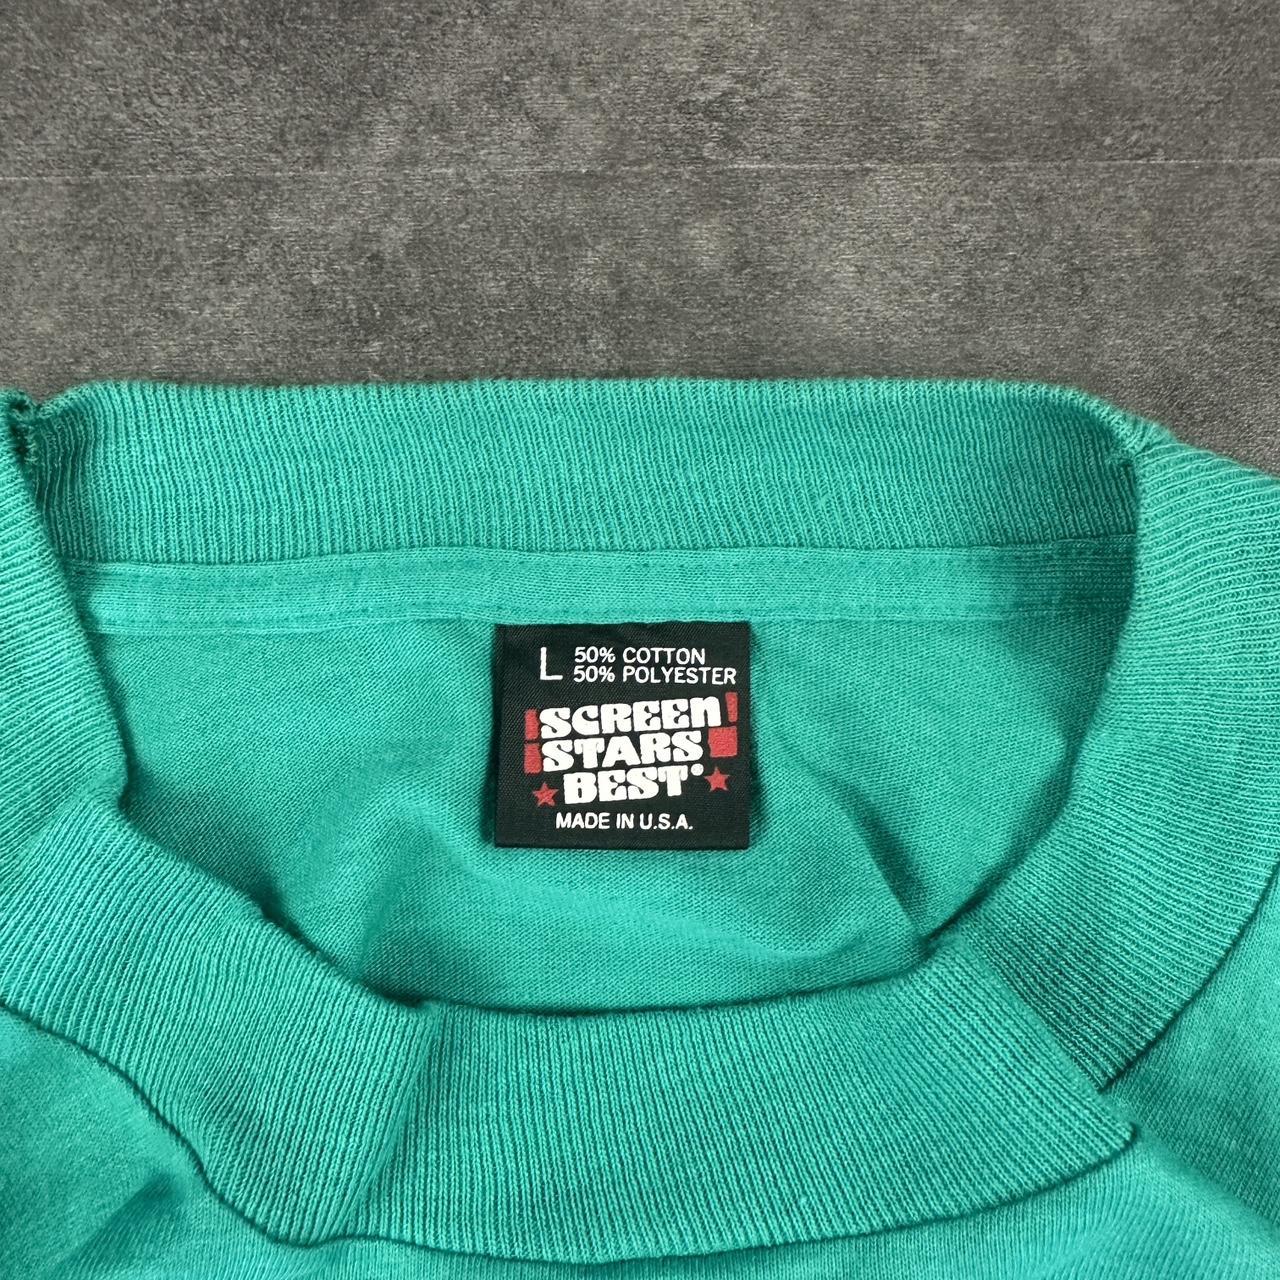 L 50% COTTON
50% POLYESTER
SCREEN
STARS
BEST®
MADE IN U.S.A.